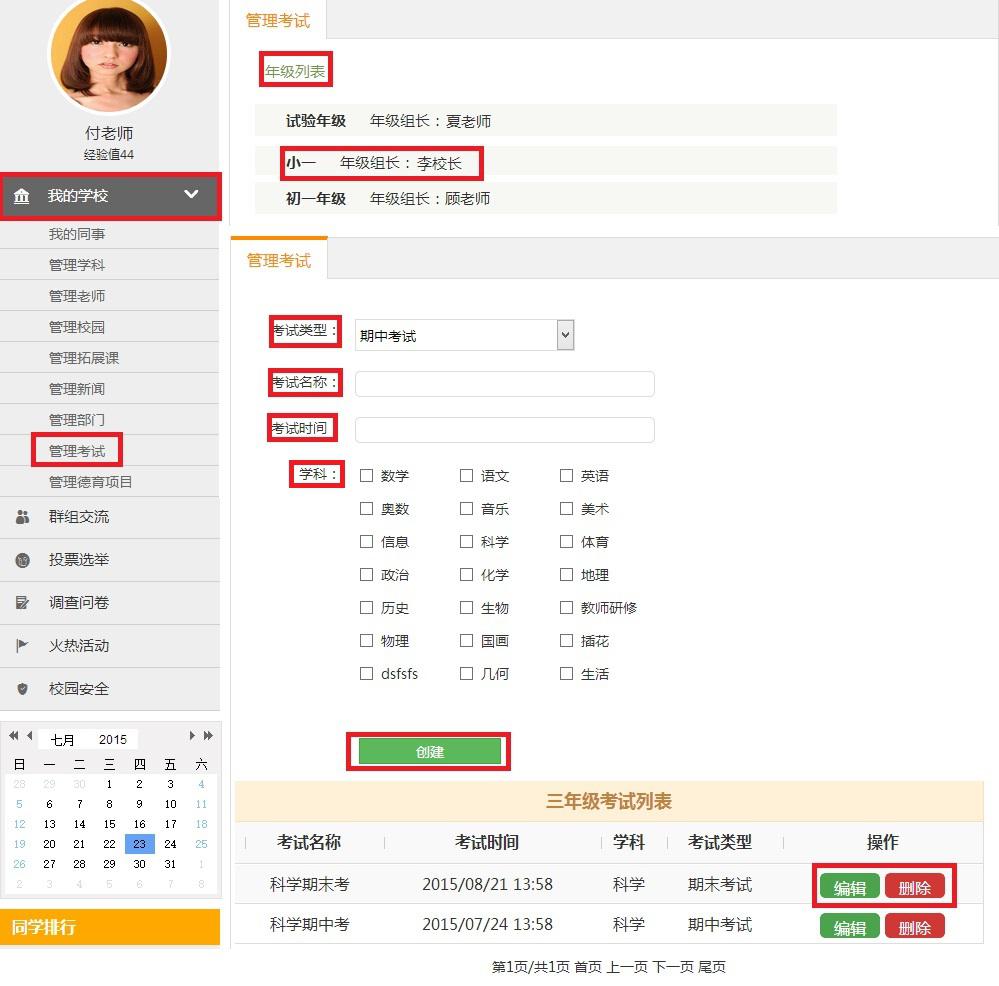 付老师
经验值44
我的学校
我的同事
管理学科
管理老师
管理校园
管理拓展课
管理新闻
管理部门
管理考试
管理德育项目
群组交流
投票选举
调查问卷
火热活动
校园安全
七月 2015
日 一 二 三 四 五 六
28 29 30 1 2 3 4
5 6 7 8 9 10 11
12 13 14 15 16 17 18
19 20 21 22 23 24 25
26 27 28 29 30 31 1
2 3 4 5 6 7 8
同学排行
管理考试
年级列表
试验年级 年级组长：夏老师
小一 年级组长：李校长
初一年级 年级组长：顾老师
管理考试
考试类型： 期中考试
考试名称：
考试时间
学科： 数学 语文 英语
奥数 音乐 美术
信息 科学 体育
政治 化学 地理
历史 生物 教师研修
物理 国画 插花
dsfsfs 几何 生活
创建
三年级考试列表
考试名称 考试时间 学科 考试类型 操作
科学期末考 2015/08/21 13:58 科学 期末考试 编辑 删除
科学期中考 2015/07/24 13:58 科学 期中考试 编辑 删除
第1页/共1页 首页 上一页 下一页 尾页